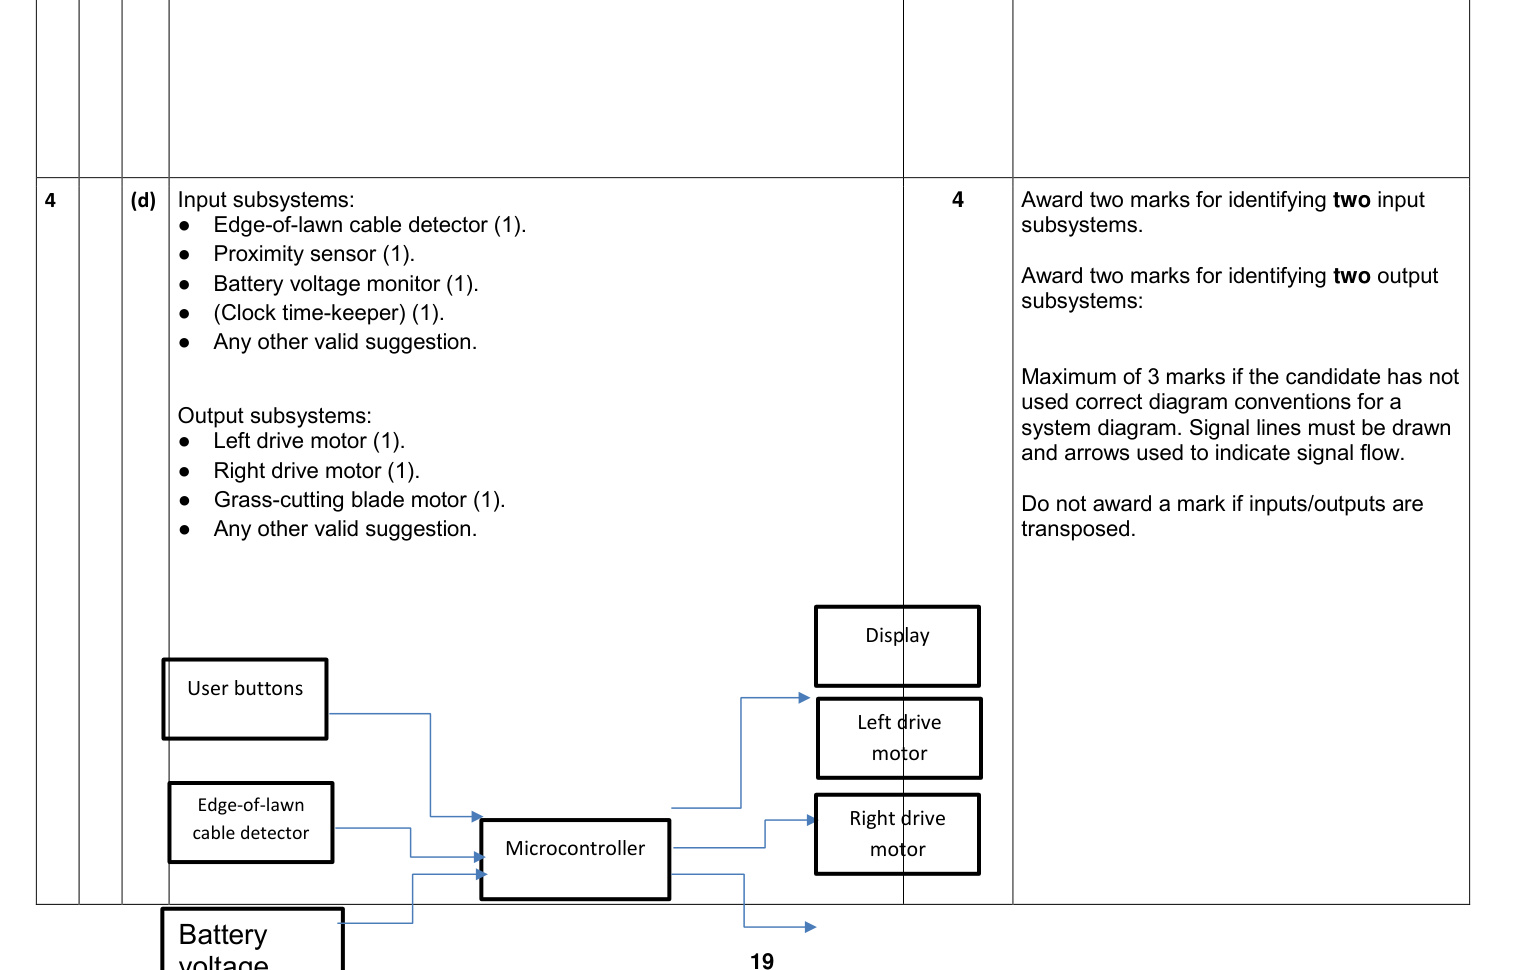 4 (d) Input subsystems: 4 Award two marks for identifying two input
● Edge-of-lawn cable detector (1). subsystems.
● Proximity sensor (1).
Award two marks for identifying two output
● Battery voltage monitor (1).
subsystems:
● (Clock time-keeper) (1).
● Any other valid suggestion.
Maximum of 3 marks if the candidate has not
used correct diagram conventions for a
Output subsystems:
system diagram. Signal lines must be drawn
● Left drive motor (1).
and arrows used to indicate signal flow.
● Right drive motor (1).
● Grass-cutting blade motor (1).
Do not award a mark if inputs/outputs are
● Any other valid suggestion.
transposed.
Display
User buttons
Left drive
motor
Edge-of-lawn
cable detector
Right drive
motor
Microcontroller
Battery
voltage
19